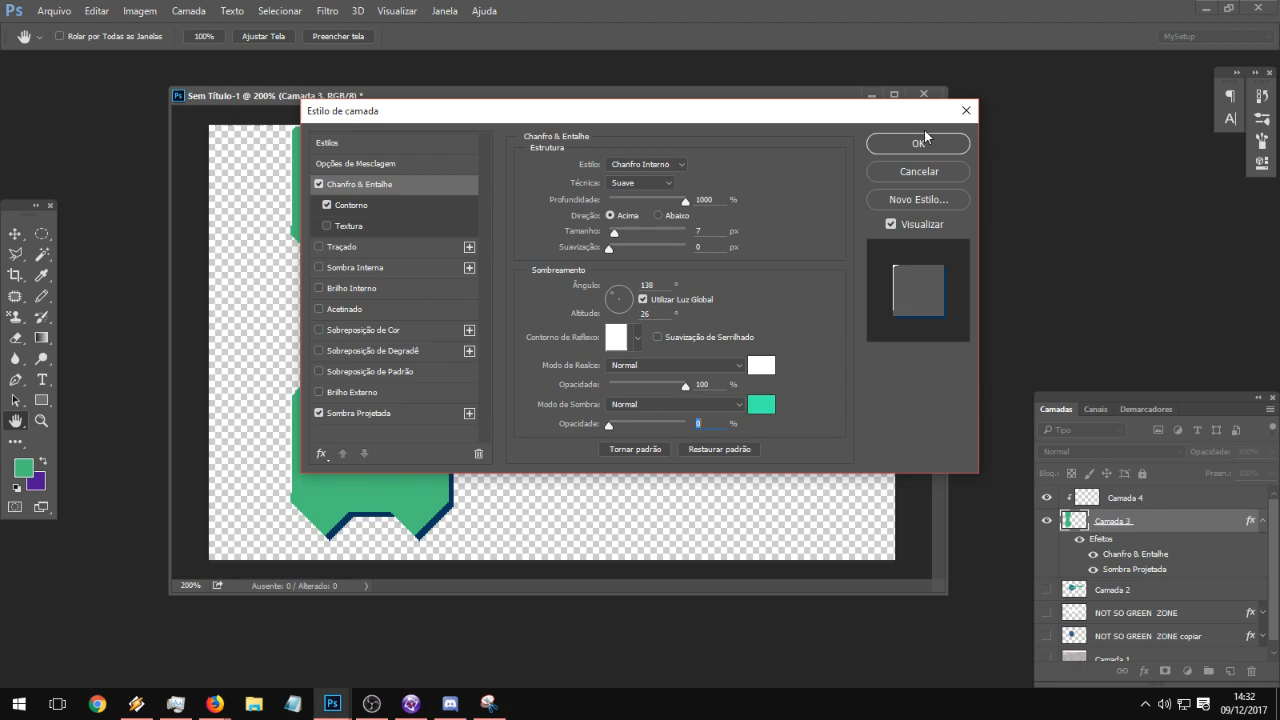 Ps Arquivo Editar Imagem Camada Texto Selecionar Filtro 3D Visualizar Janela Ajuda
Rolar por Todas as Janelas 100% Ajustar Tela Preencher tela MySetup
Ps Sem Título-1 @ 200% (Camada 3, RGB/8) *
Estilo de camada
Estilos
Opções de Mesclagem
Chanfro & Entalhe
Contorno
Textura
Traçado
Sombra Interna
Brilho Interno
Acetinado
Sobreposição de Cor
Sobreposição de Degradê
Sobreposição de Padrão
Brilho Externo
Sombra Projetada
fx
Chanfro & Entalhe
Estrutura
Estilo: Chanfro Interno
Técnica: Suave
Profundidade: 1000 %
Direção: Acima Abaixo
Tamanho: 7 px
Suavização: 0 px
Sombreamento
Ângulo: 138 °
Utilizar Luz Global
Altitude: 26 °
Contorno de Reflexo: Suavização de Serrilhado
Modo de Realce: Normal
Opacidade: 100 %
Modo de Sombra: Normal
Opacidade: 0 %
Tornar padrão Restaurar padrão
OK
Cancelar
Novo Estilo...
Visualizar
200% Ausente: 0 / Alterado: 0
Camadas Canais Demarcadores
Tipo
Normal Opacidade: 100%
Bloq.: Preen.: 100%
Camada 4
Camada 3 fx
Efeitos
Chanfro & Entalhe
Sombra Projetada
Camada 2
NOT SO GREEN ZONE fx
NOT SO GREEN ZONE copiar fx
Camada 1
fx
Ps
14:32
09/12/2017